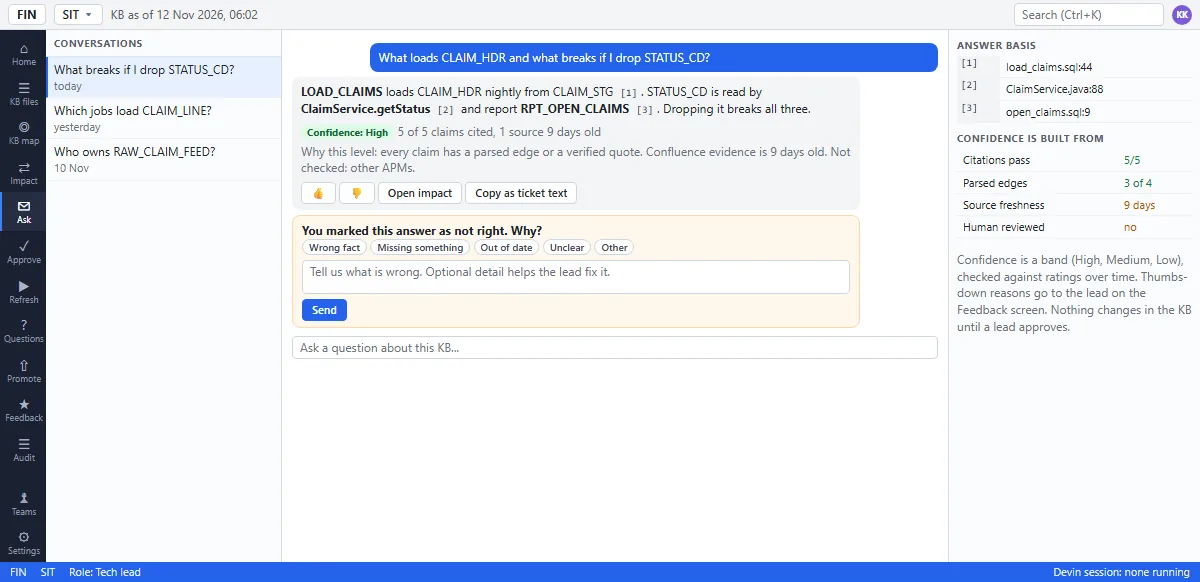 FIN SIT KB as of 12 Nov 2026, 06:02 Search (Ctrl+K) KK
Home
KB files
KB map
Impact
Ask
Approve
Refresh
Questions
Promote
Feedback
Audit
Teams
Settings
CONVERSATIONS
What breaks if I drop STATUS_CD?
today
Which jobs load CLAIM_LINE?
yesterday
Who owns RAW_CLAIM_FEED?
10 Nov
What loads CLAIM_HDR and what breaks if I drop STATUS_CD?
LOAD_CLAIMS loads CLAIM_HDR nightly from CLAIM_STG [1] . STATUS_CD is read by
ClaimService.getStatus [2] and report RPT_OPEN_CLAIMS [3] . Dropping it breaks all three.
Confidence: High 5 of 5 claims cited, 1 source 9 days old
Why this level: every claim has a parsed edge or a verified quote. Confluence evidence is 9 days old. Not
checked: other APMs.
Open impact Copy as ticket text
You marked this answer as not right. Why?
Wrong fact Missing something Out of date Unclear Other
Tell us what is wrong. Optional detail helps the lead fix it.
Send
Ask a question about this KB...
ANSWER BASIS
[1] load_claims.sql:44
[2] ClaimService.java:88
[3] open_claims.sql:9
CONFIDENCE IS BUILT FROM
Citations pass 5/5
Parsed edges 3 of 4
Source freshness 9 days
Human reviewed no
Confidence is a band (High, Medium, Low),
checked against ratings over time. Thumbs-
down reasons go to the lead on the
Feedback screen. Nothing changes in the KB
until a lead approves.
FIN SIT Role: Tech lead Devin session: none running